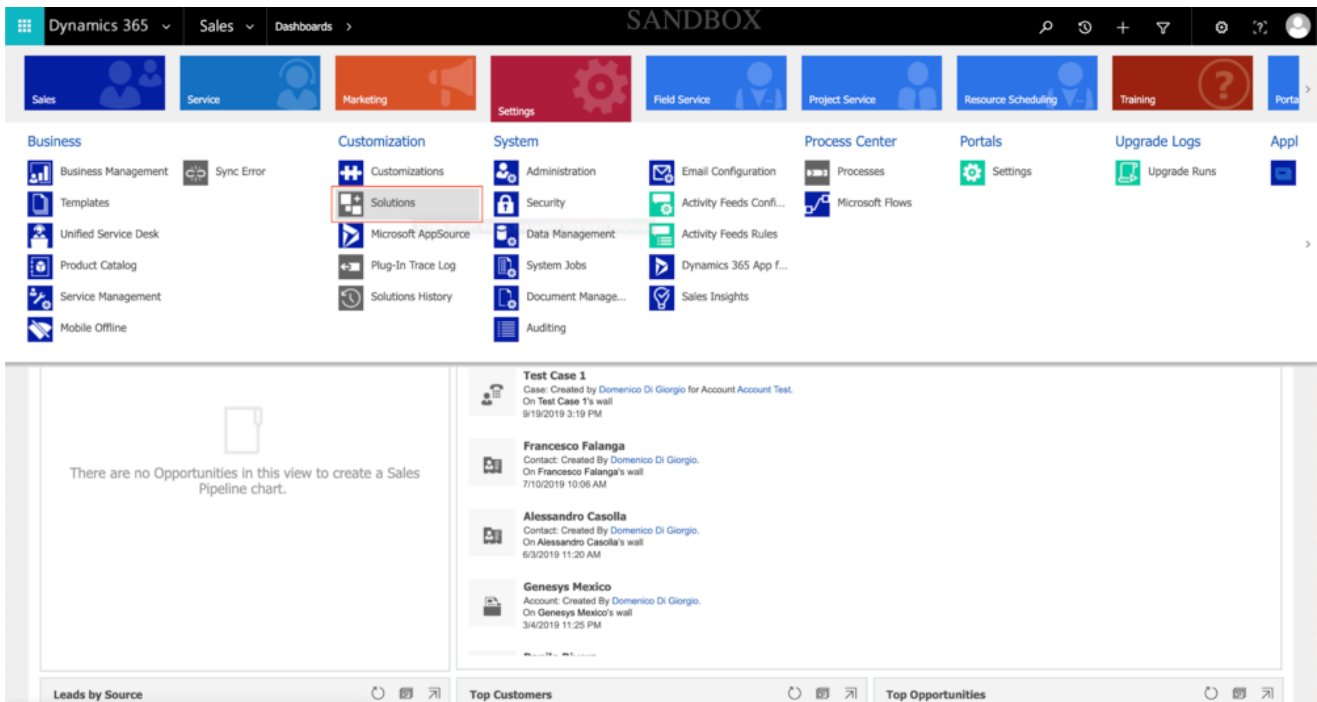 Dynamics 365 Sales Dashboards
SANDBOX
Sales Service Marketing Settings Field Service Project Service Resource Scheduling Training Porta
Business
Business Management
Sync Error
Templates
Unified Service Desk
Product Catalog
Service Management
Mobile Offline
Customization
Customizations
Solutions
Microsoft AppSource
Plug-In Trace Log
Solutions History
System
Administration
Security
Data Management
System Jobs
Document Manage...
Auditing
Email Configuration
Activity Feeds Confi...
Activity Feeds Rules
Dynamics 365 App f...
Sales Insights
Process Center
Processes
Microsoft Flows
Portals
Settings
Upgrade Logs
Upgrade Runs
Appl
There are no Opportunities in this view to create a Sales
Pipeline chart.
Test Case 1
Case: Created by Domenico Di Giorgio for Account Account Test.
On Test Case 1's wall
9/19/2019 3:19 PM
Francesco Falanga
Contact: Created By Domenico Di Giorgio.
On Francesco Falanga's wall
7/10/2019 10:06 AM
Alessandro Casolla
Contact: Created By Domenico Di Giorgio.
On Alessandro Casolla's wall
6/3/2019 11:20 AM
Genesys Mexico
Account: Created By Domenico Di Giorgio.
On Genesys Mexico's wall
3/4/2019 11:25 PM
Leads by Source
Top Customers
Top Opportunities